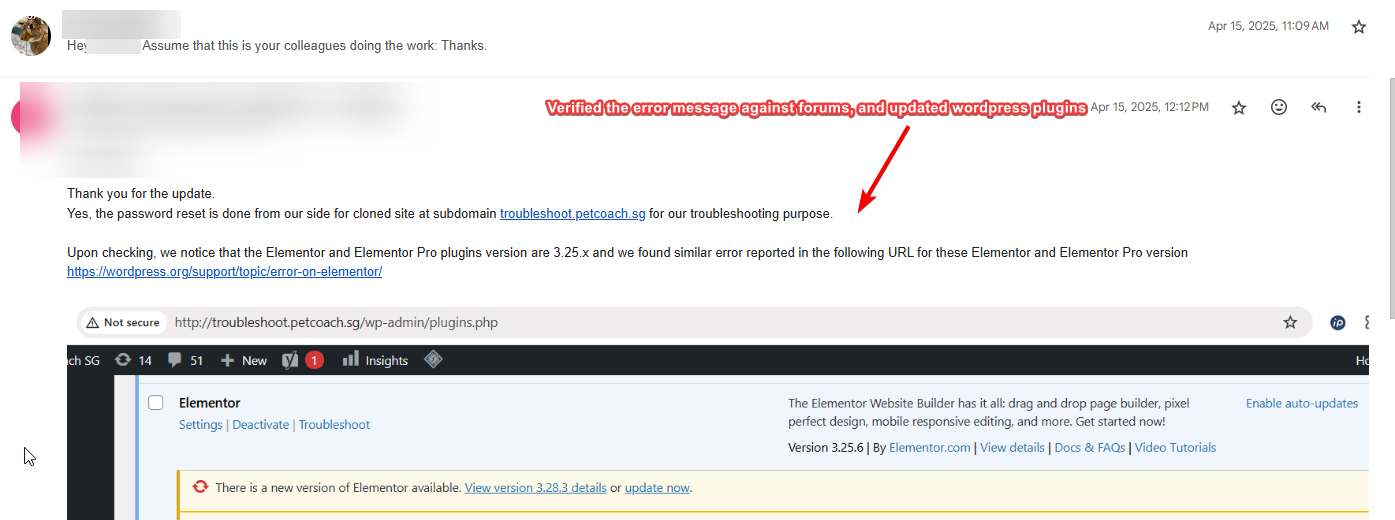 Apr 15, 2025, 11:09 AM
Hey Assume that this is your colleagues doing the work: Thanks.
Verified the error message against forums, and updated wordpress plugins
Apr 15, 2025, 12:12 PM
Thank you for the update.
Yes, the password reset is done from our side for cloned site at subdomain troubleshoot.petcoach.sg for our troubleshooting purpose.
Upon checking, we notice that the Elementor and Elementor Pro plugins version are 3.25.x and we found similar error reported in the following URL for these Elementor and Elementor Pro version
https://wordpress.org/support/topic/error-on-elementor/
Not secure http://troubleshoot.petcoach.sg/wp-admin/plugins.php
ch SG 14 51 New 1 Insights Ho
Elementor
Settings | Deactivate | Troubleshoot
The Elementor Website Builder has it all: drag and drop page builder, pixel
perfect design, mobile responsive editing, and more. Get started now!
Version 3.25.6 | By Elementor.com | View details | Docs & FAQs | Video Tutorials
Enable auto-updates
There is a new version of Elementor available. View version 3.28.3 details or update now.